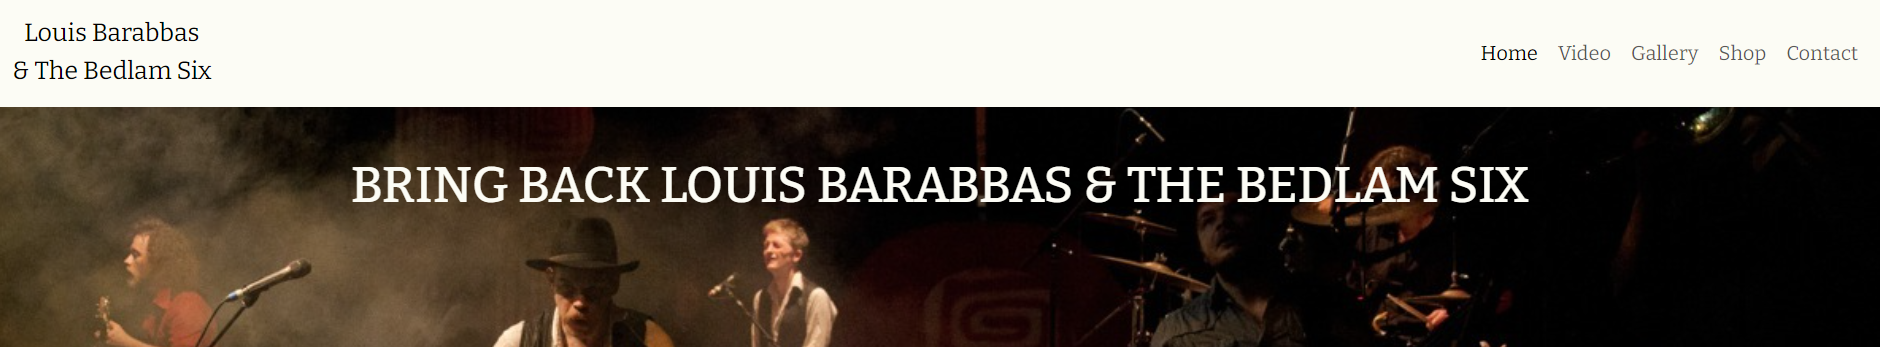 Louis Barabbas
& The Bedlam Six
Home Video Gallery Shop Contact
BRING BACK LOUIS BARABBAS & THE BEDLAM SIX